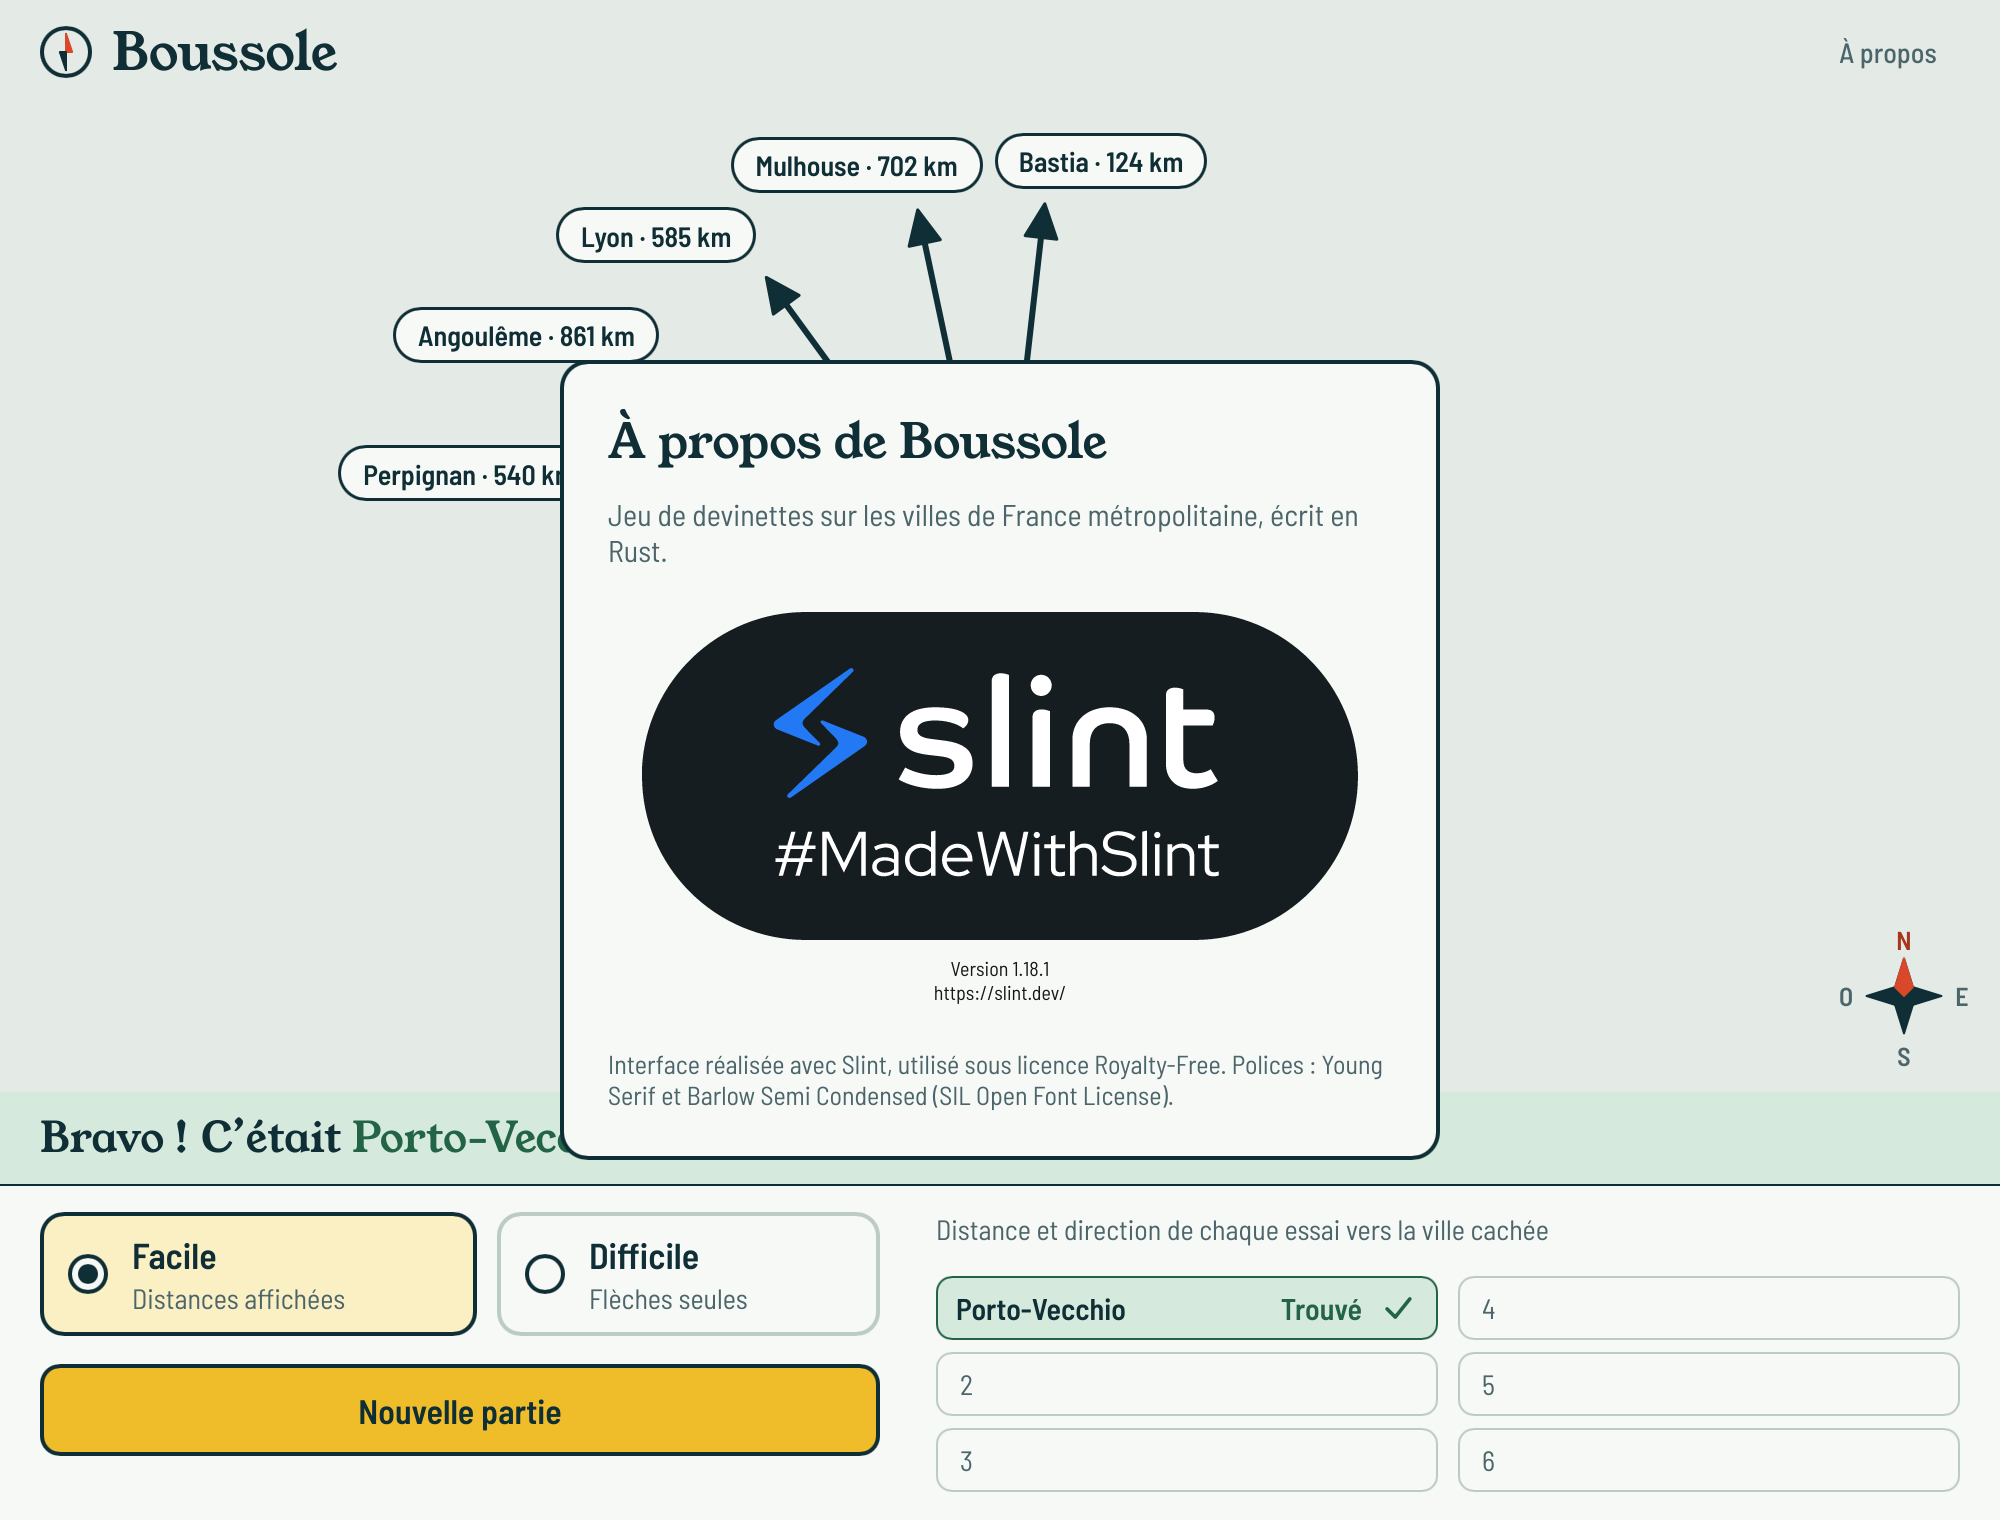 Boussole
À propos
Mulhouse · 702 km
Bastia · 124 km
Lyon · 585 km
Angoulême · 861 km
Perpignan · 540
À propos de Boussole
Jeu de devinettes sur les villes de France métropolitaine, écrit en
Rust.
slint
#MadeWithSlint
Version 1.18.1
https://slint.dev/
Interface réalisée avec Slint, utilisé sous licence Royalty-Free. Polices : Young
Serif et Barlow Semi Condensed (SIL Open Font License).
N
O
E
S
Bravo ! C’était
Facile
Distances affichées
Difficile
Flèches seules
Nouvelle partie
Distance et direction de chaque essai vers la ville cachée
Porto-Vecchio
Trouvé
4
2
5
3
6